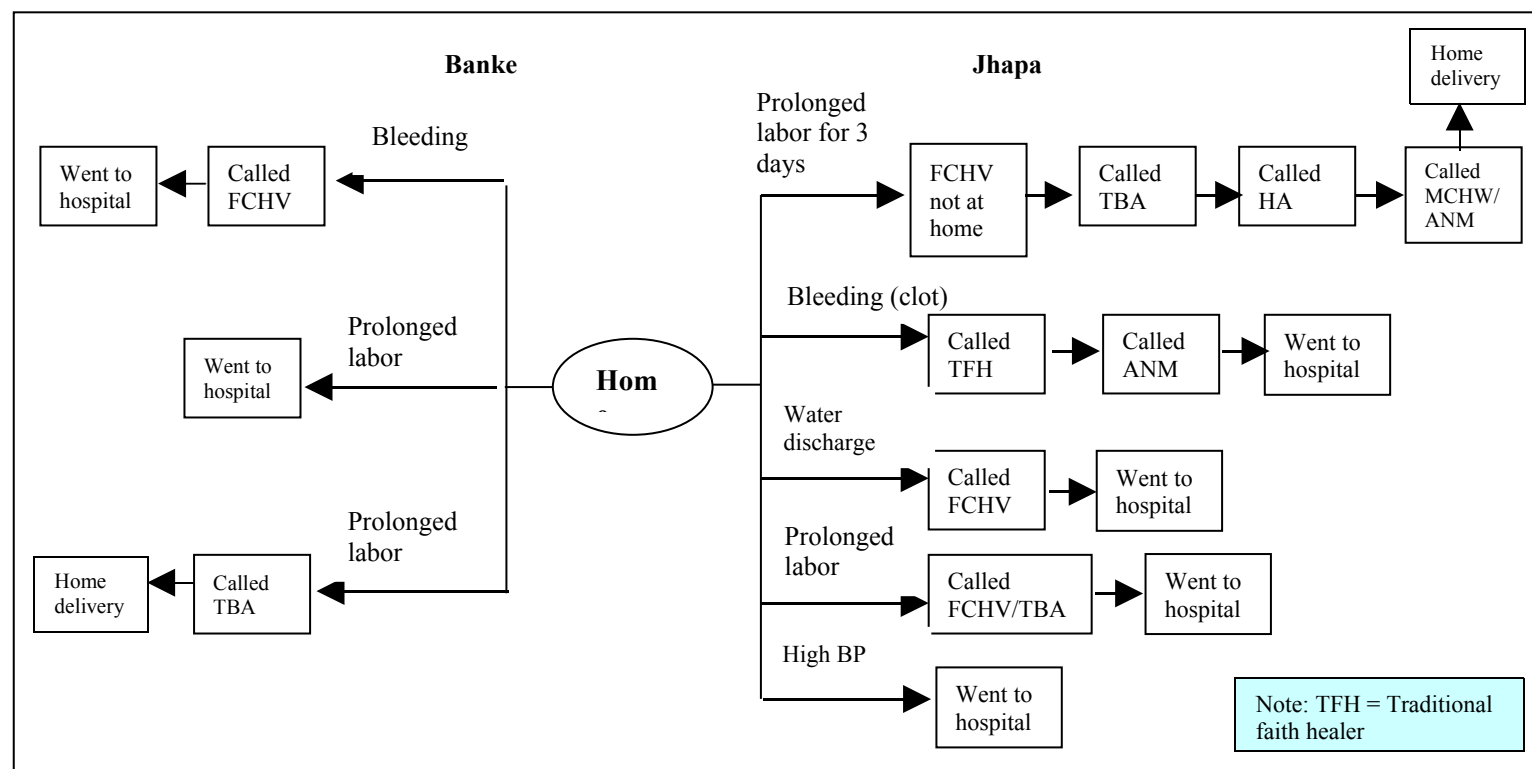 Banke
Bleeding
Went to
hospital
Called
FCHV
Prolonged
labor
Went to
hospital
Prolonged
labor
Home
delivery
Called
TBA
Hom
Jhapa
Prolonged
labor for 3
days
FCHV
not at
home
Called
TBA
Called
HA
Called
MCHW/
ANM
Home
delivery
Bleeding (clot)
Called
TFH
Called
ANM
Went to
hospital
Water
discharge
Called
FCHV
Went to
hospital
Prolonged
labor
Called
FCHV/TBA
Went to
hospital
High BP
Went to
hospital
Note: TFH = Traditional
faith healer